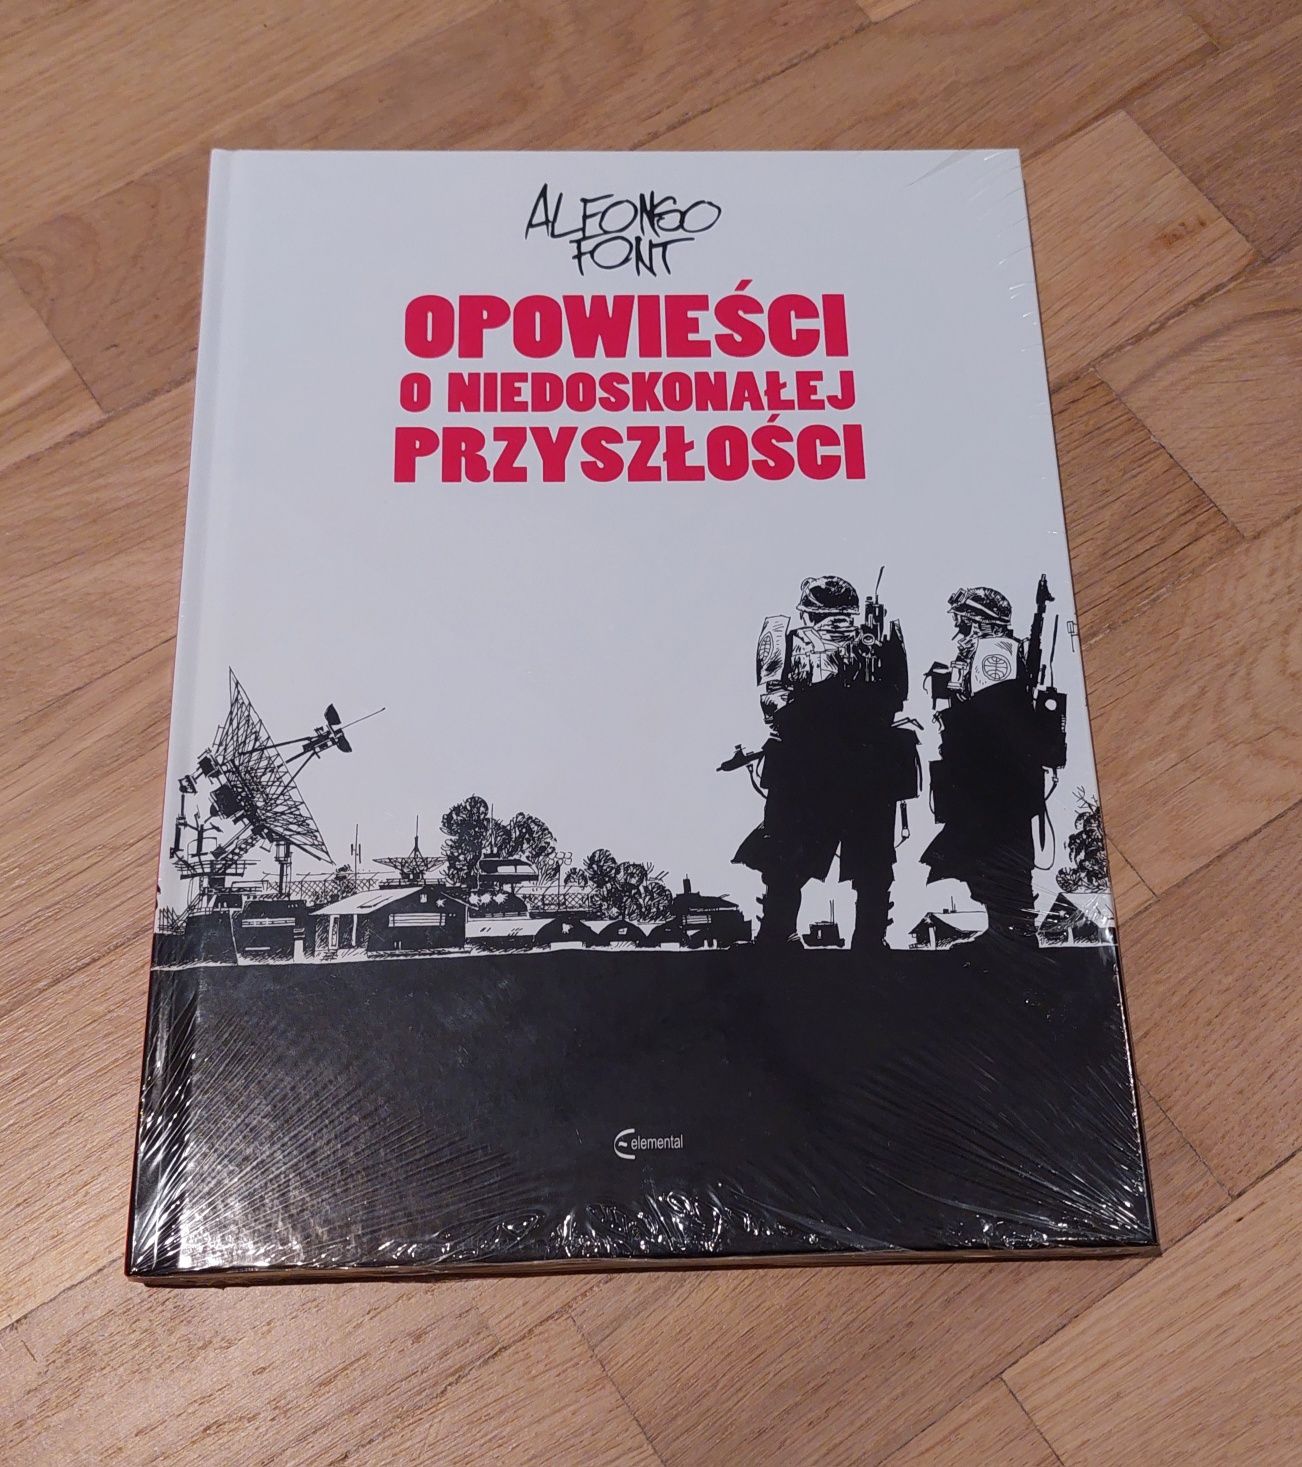 ALFONSO
FONT
OPOWIEŚCI
O NIEDOSKONAŁEJ
PRZYSZŁOŚCI
elemental